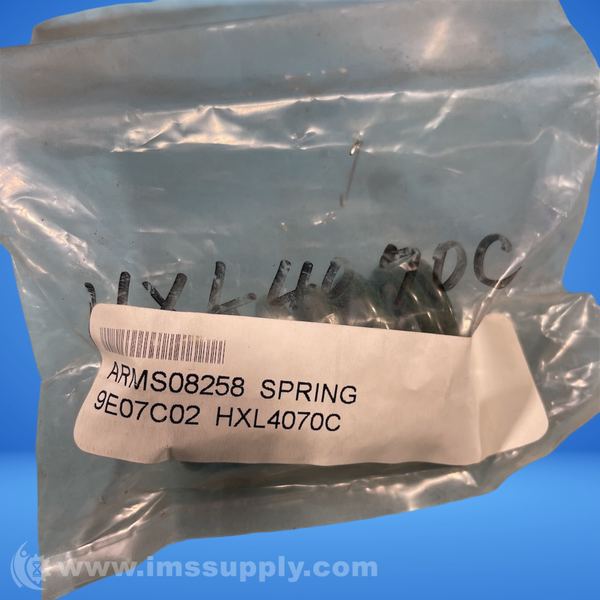 HXL4070C
ARMS08258 SPRING
9E07C02 HXL4070C
www.imssupply.com